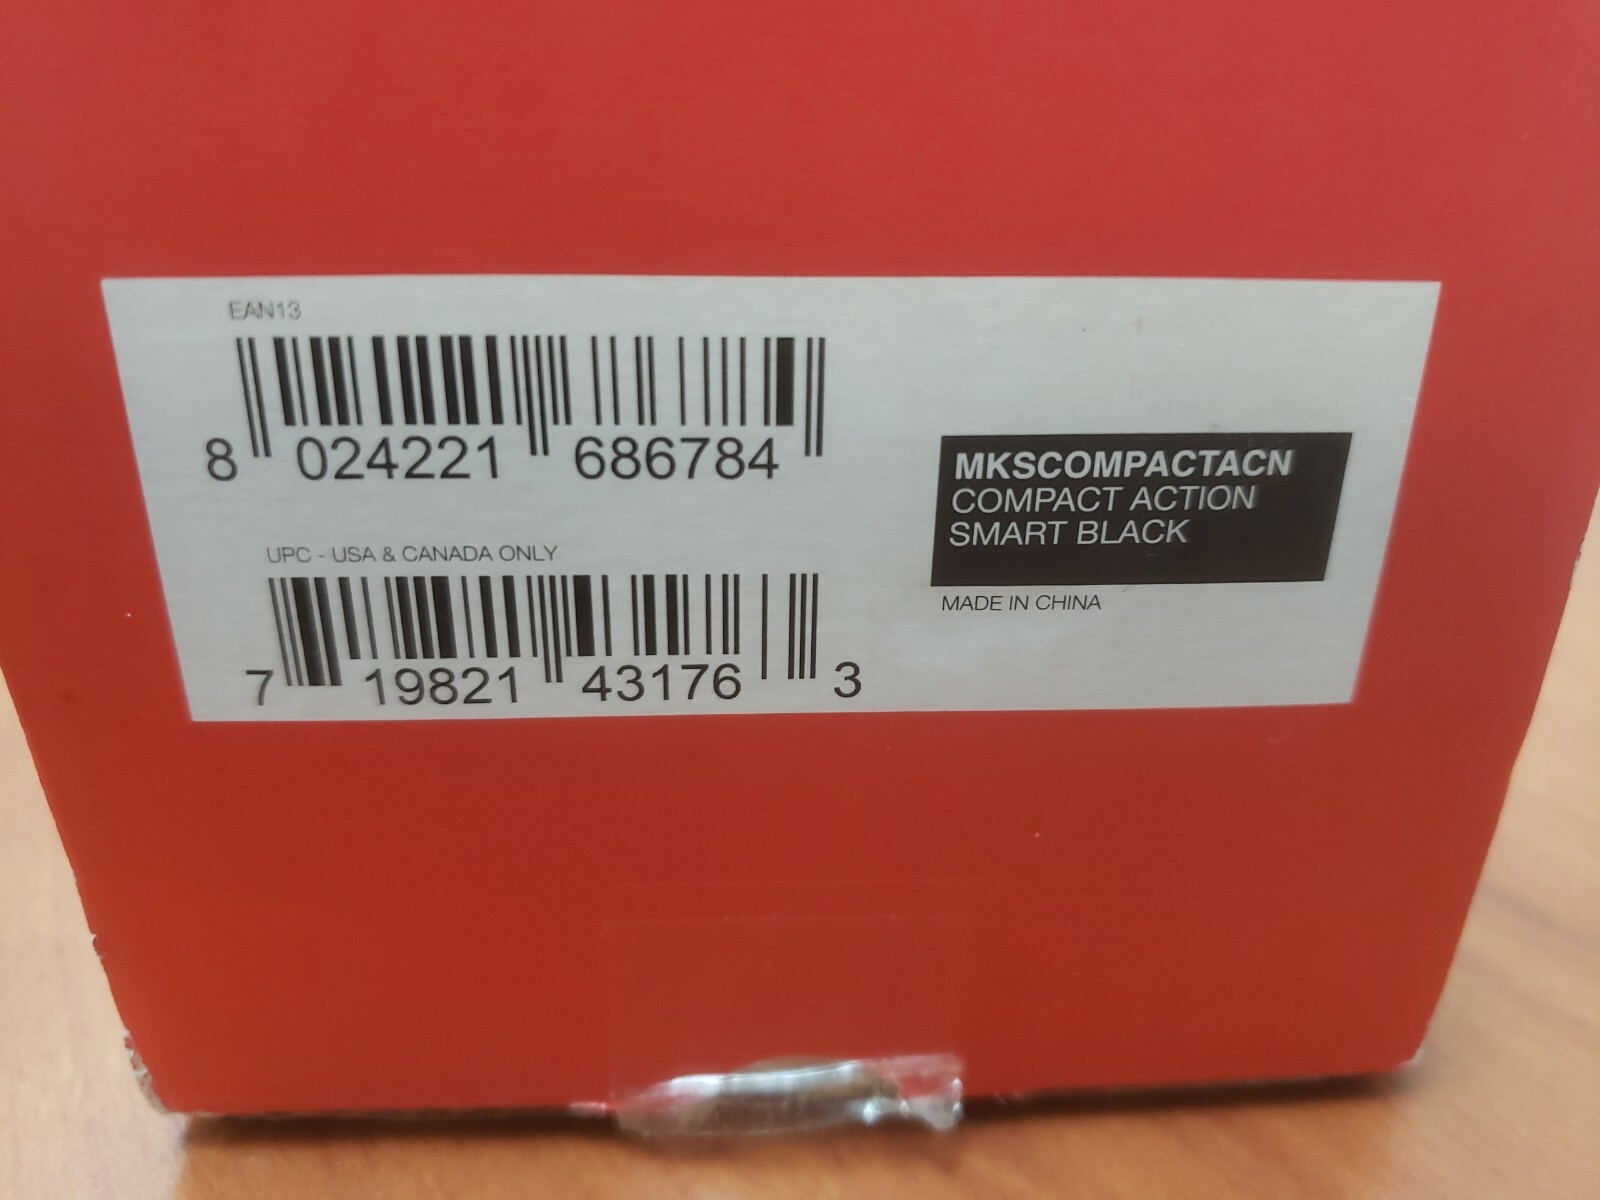 EAN13
8 024221 686784
UPC - USA & CANADA ONLY
7 19821 43176 3
MKSCOMPACTACN
COMPACT ACTION
SMART BLACK
MADE IN CHINA